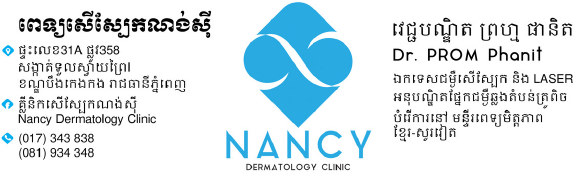 ពេទ្យសើស្បែកណង់ស៊ី
ផ្ទះលេខ31A ផ្លូវ358
សង្កាត់ទួលស្វាយព្រៃI
ខណ្ឌបឹងកេងកង រាជធានីភ្នំពេញ
គ្លីនិកសើស្បែកណង់ស៊ី
Nancy Dermatology Clinic
(017) 343 838
(081) 934 348
NANCY
DERMATOLOGY CLINIC
វេជ្ជបណ្ឌិត ព្រហ្ម ផានិត
Dr. PROM Phanit
ឯកទេសជម្ងឺសើស្បែក និង LASER
អនុបណ្ឌិតផ្នែកជម្ងឺឆ្លងតំបន់ត្រូពិច
បំរើការនៅ មន្ទីរពេទ្យមិត្តភាព
ខ្មែរ-សូរវៀត